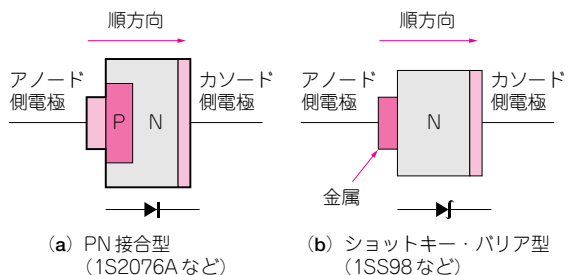 順方向
アノード
側電極
カソード
側電極
P
N
(a) PN接合型
(1S2076Aなど)
順方向
アノード
側電極
カソード
側電極
N
金属
(b) ショットキー・バリア型
(1SS98など)